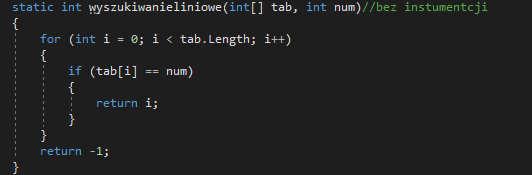 static int wyszukiwanieliniowe(int[] tab, int num)//bez instumentcji
{
for (int i = 0; i < tab.Length; i++)
{
if (tab[i] == num)
{
return i;
}
}
return -1;
}